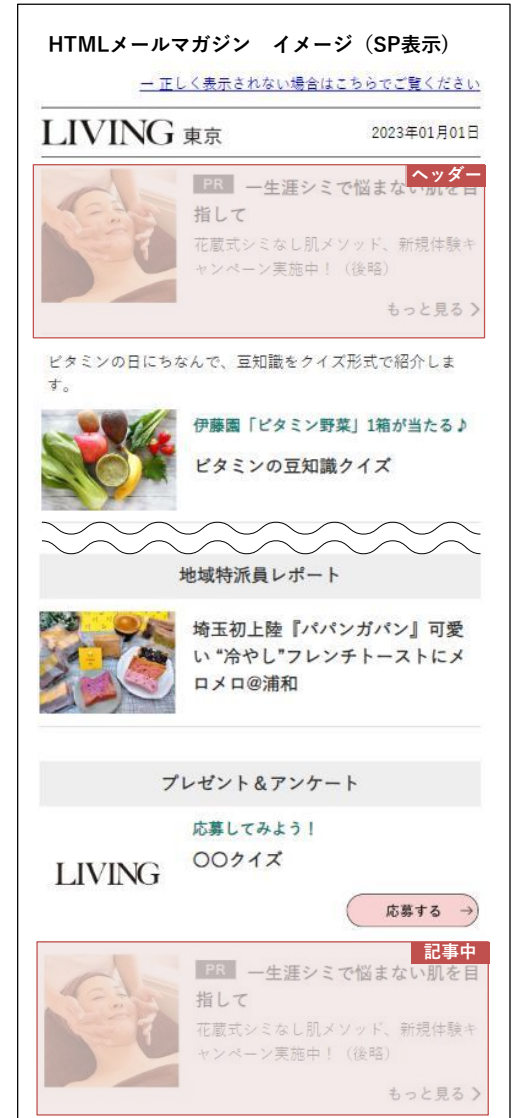 HTMLメールマガジン　イメージ（SP表示）
― 正しく表示されない場合はこちらでご覧ください
LIVING 東京
2023年01月01日
ヘッダー
PR 一生涯シミで悩まない肌を目
指して
花蔵式シミなし肌メソッド、新規体験キ
ャンペーン実施中！（後略）
もっと見る
ビタミンの日にちなんで、豆知識をクイズ形式で紹介しま
す。
伊藤園「ビタミン野菜」1箱が当たる♪
ビタミンの豆知識クイズ
地域特派員レポート
埼玉初上陸『パパンガパン』可愛
い “冷やし”フレンチトーストにメ
ロメロ@浦和
プレゼント＆アンケート
応募してみよう！
LIVING
〇〇クイズ
応募する →
記事中
PR 一生涯シミで悩まない肌を目
指して
花蔵式シミなし肌メソッド、新規体験キ
ャンペーン実施中！（後略）
もっと見る